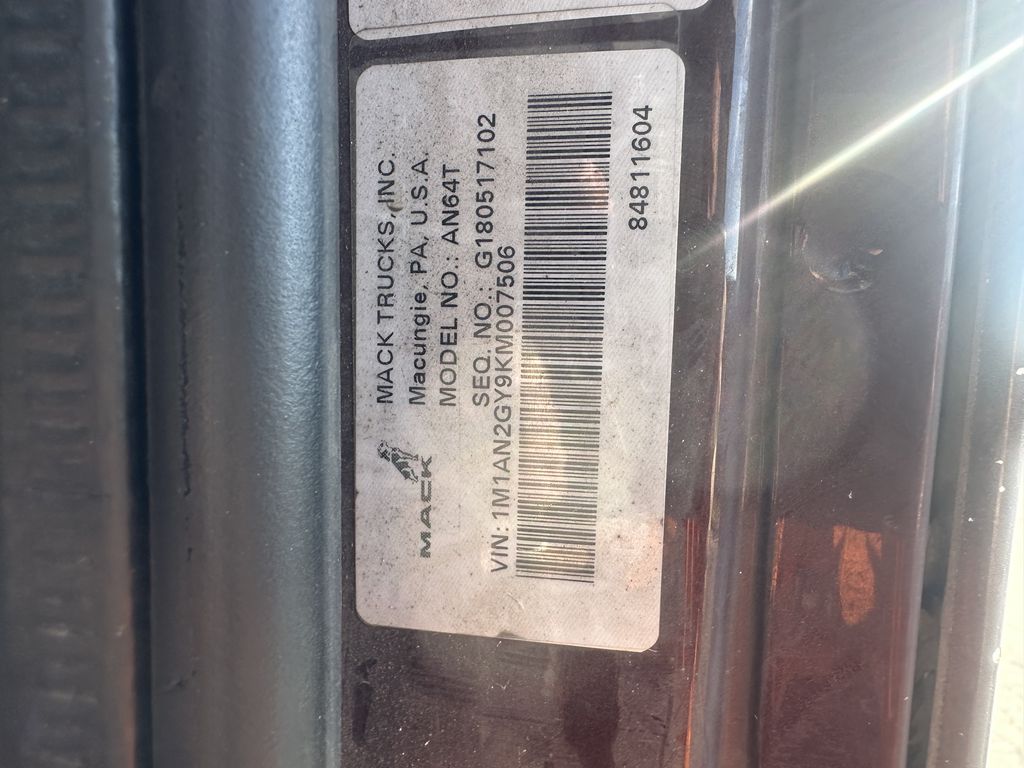 MACK
MACK TRUCKS, INC.
Macungie, PA, U.S.A.
MODEL NO.: AN64T
SEQ. NO.: G180517102
VIN: 1M1AN2GY9KM007506
84811604